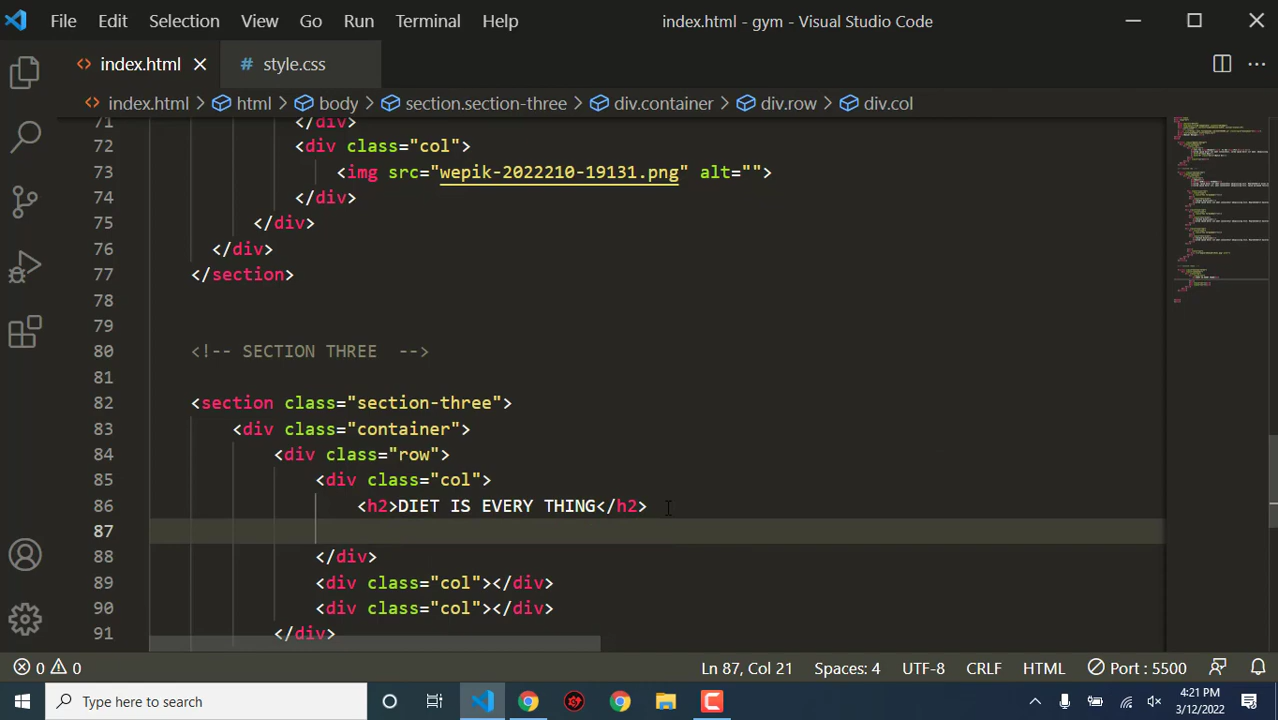 File Edit Selection View Go Run Terminal Help index.html - gym - Visual Studio Code
index.html style.css
index.html html body section.section-three div.container div.row div.col
71 </div>
72 <div class="col">
73 <img src="wepik-2022210-19131.png" alt="">
74 </div>
75 </div>
76 </div>
77 </section>
78
79
80 <!-- SECTION THREE -->
81
82 <section class="section-three">
83 <div class="container">
84 <div class="row">
85 <div class="col">
86 <h2>DIET IS EVERY THING</h2>
87
88 </div>
89 <div class="col"></div>
90 <div class="col"></div>
91 </div>
0 0 Ln 87, Col 21 Spaces: 4 UTF-8 CRLF HTML Port : 5500
Type here to search
4:21 PM
3/12/2022